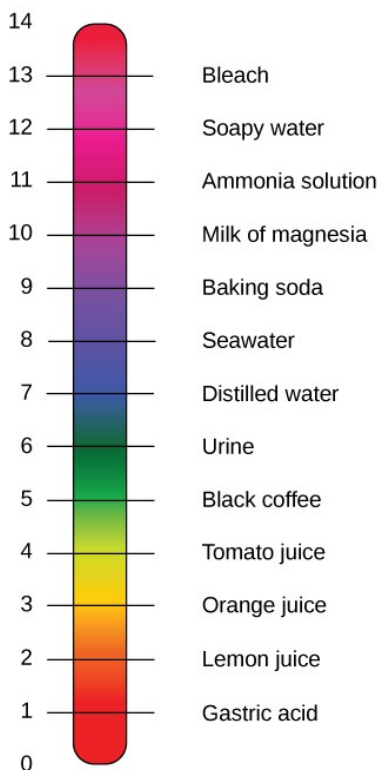 14
13 Bleach
12 Soapy water
11 Ammonia solution
10 Milk of magnesia
9 Baking soda
8 Seawater
7 Distilled water
6 Urine
5 Black coffee
4 Tomato juice
3 Orange juice
2 Lemon juice
1 Gastric acid
0